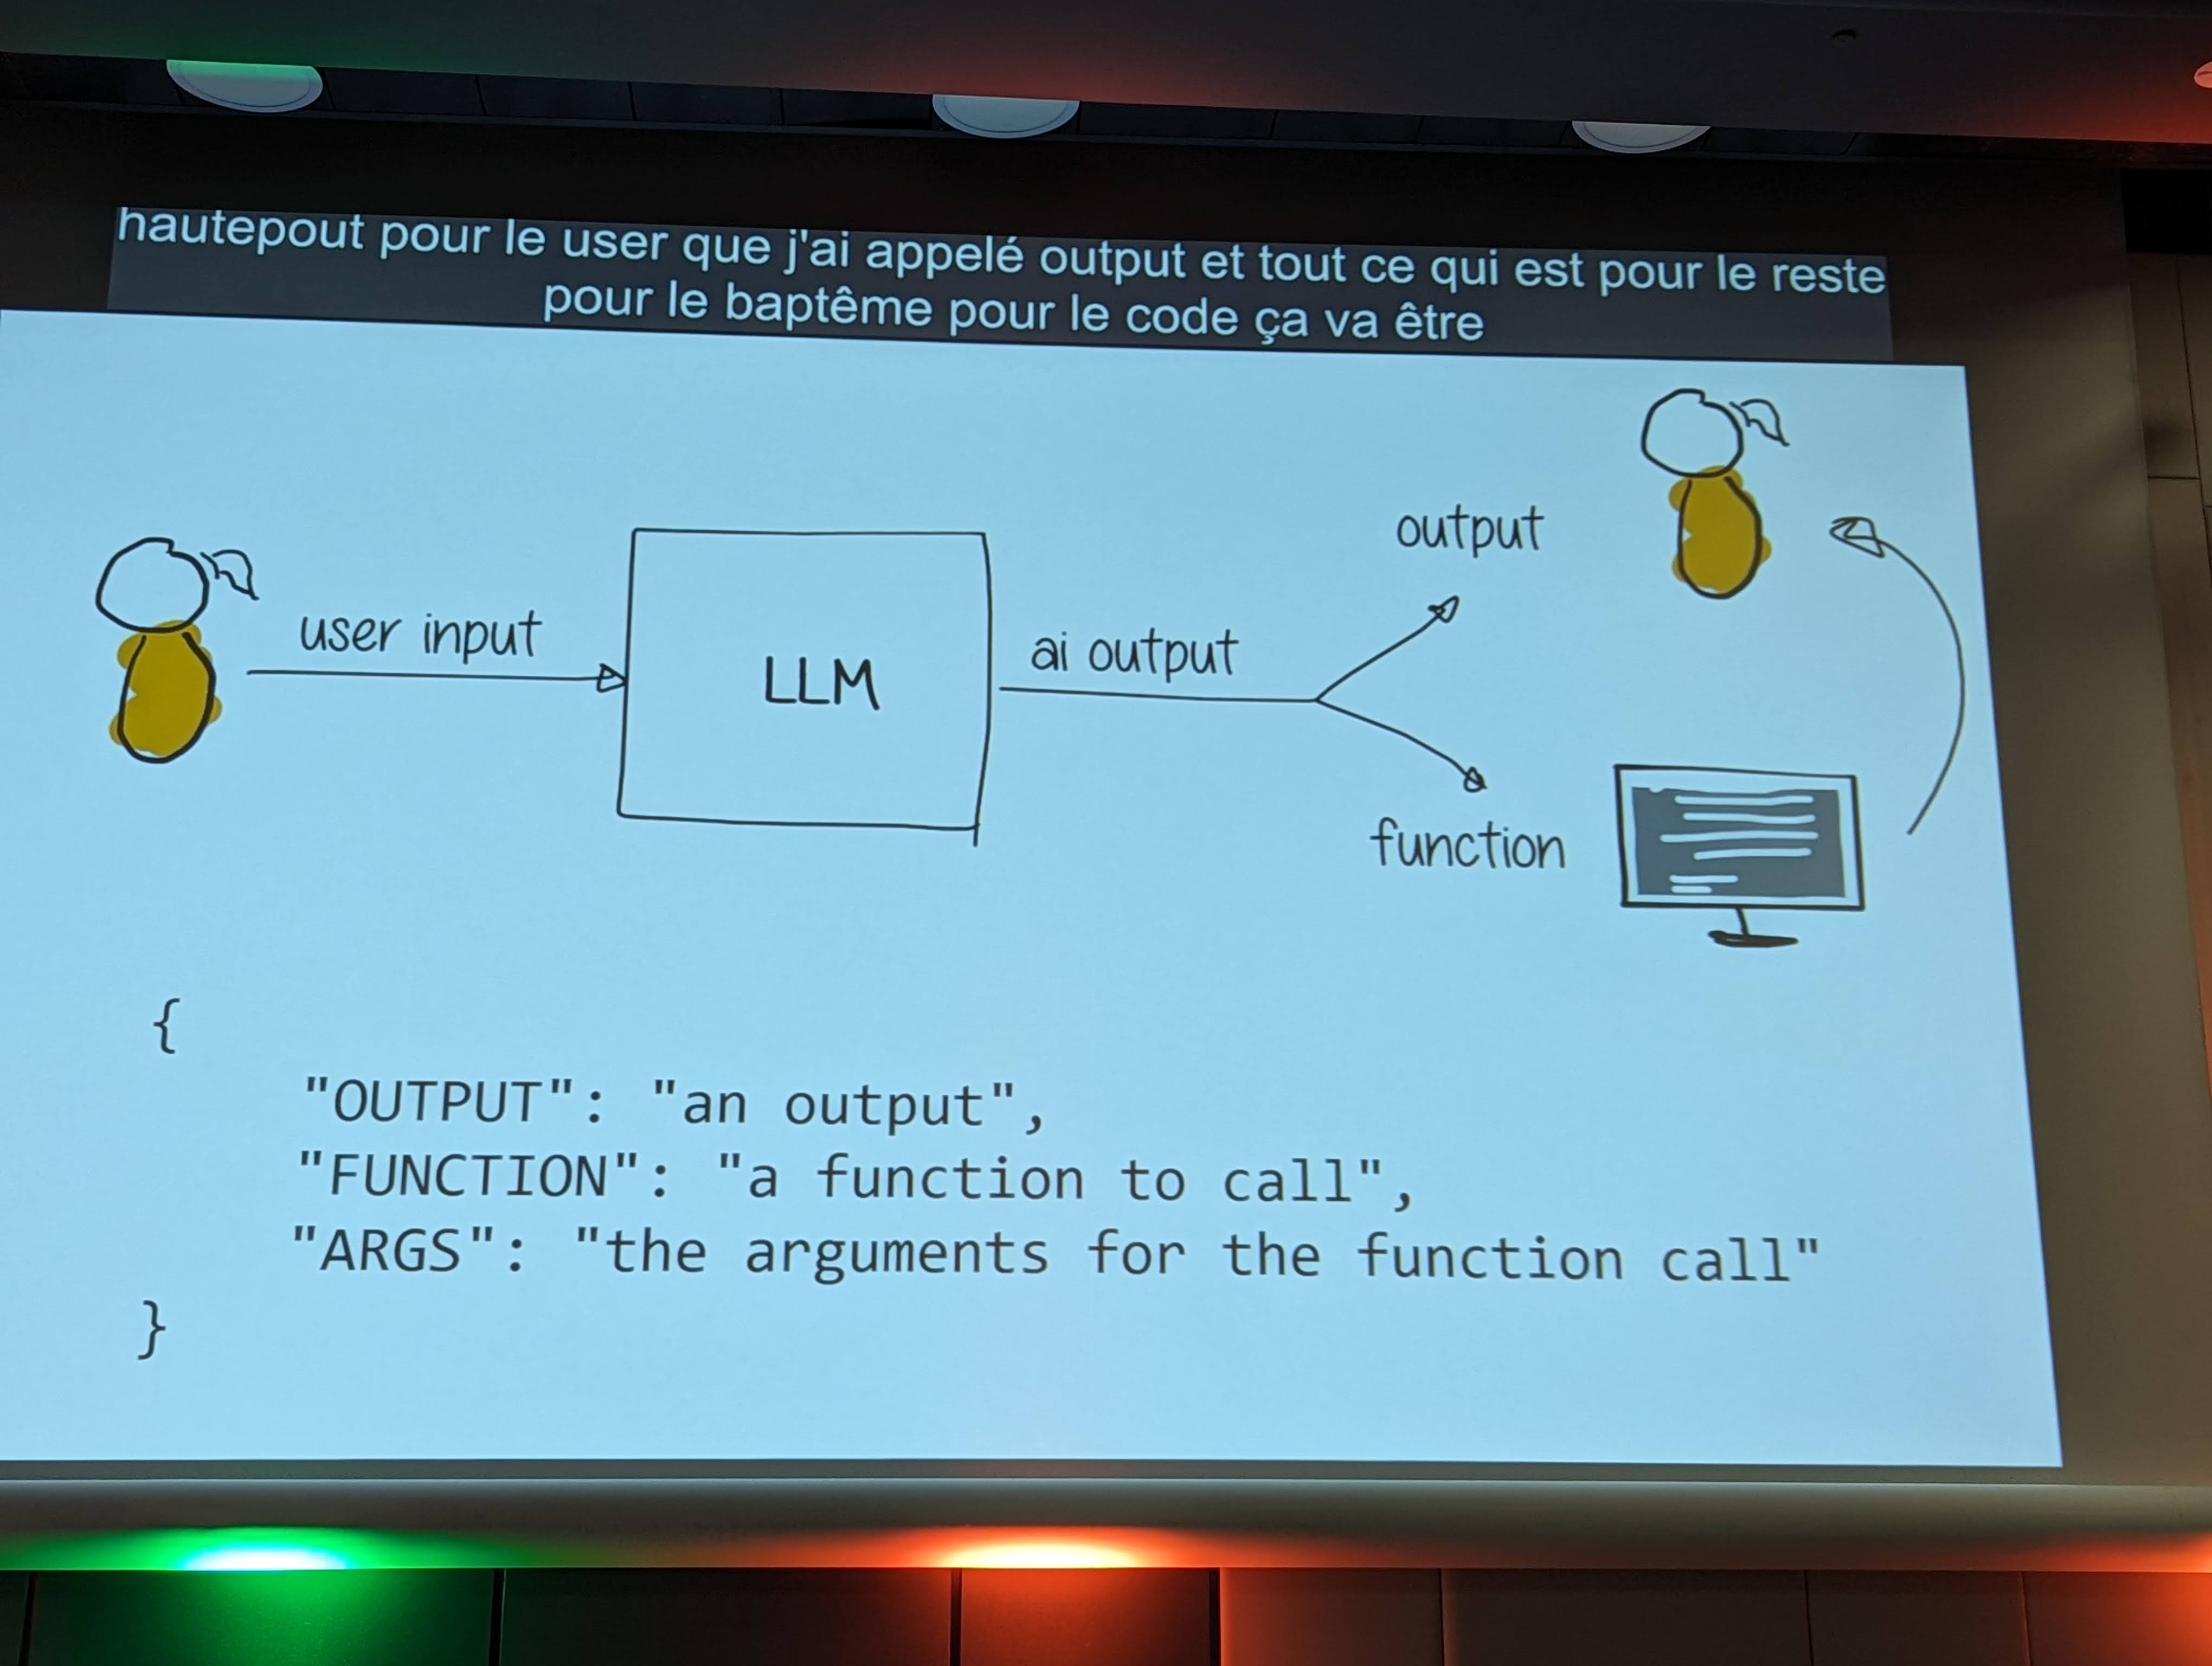 hautepout pour le user que j'ai appelé output et tout ce qui est pour le reste
pour le baptême pour le code ça va être
output
user input
LLM
ai output
function
{
"OUTPUT": "an output",
"FUNCTION": "a function to call",
"ARGS": "the arguments for the function call"
}